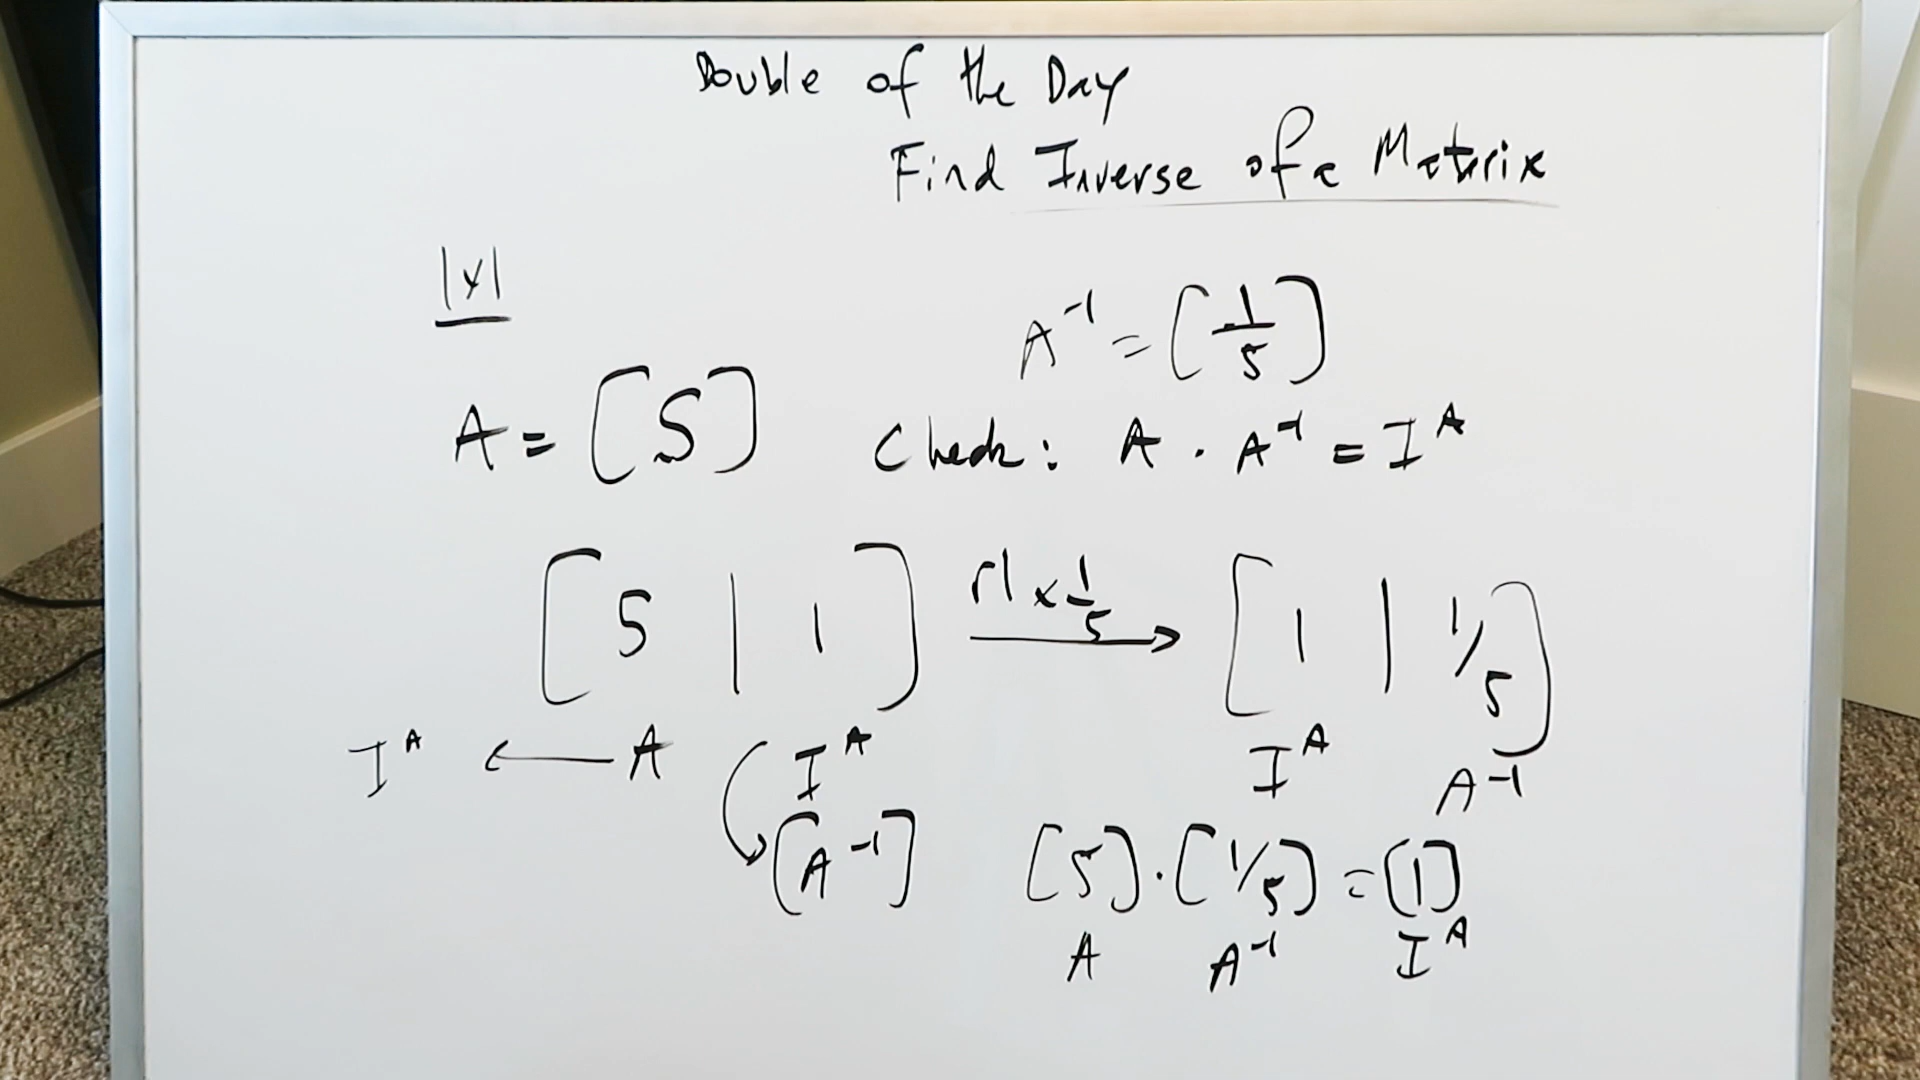 Double of the Day
Find Inverse of a Matrix
1x1
A⁻¹ = [1/5]
A = [5]
Check: A · A⁻¹ = I^A
[5 | 1] r1 x 1/5 → [1 | 1/5]
I^A ← A I^A I^A A⁻¹
[A⁻¹]
[5] · [1/5] = [1]
A A⁻¹ I^A